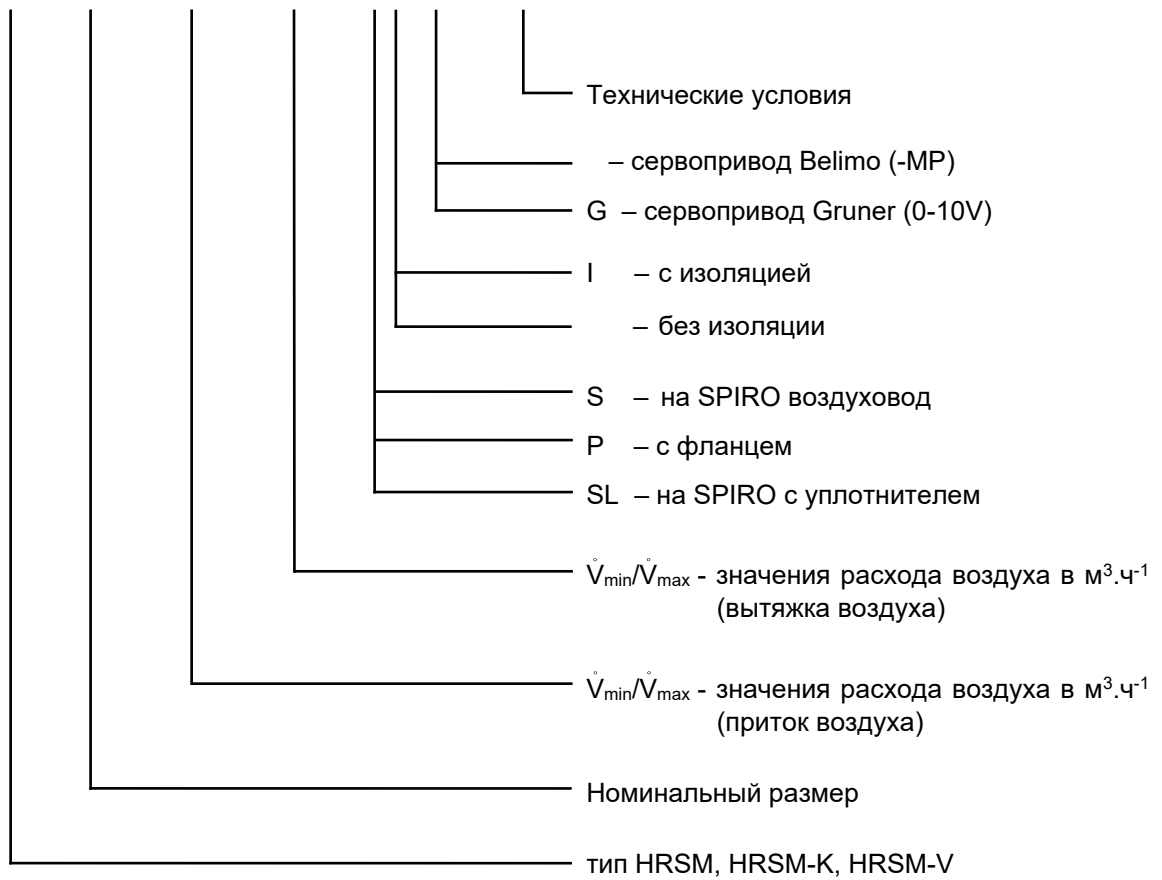 Технические условия
– сервопривод Belimo (-MP)
G – сервопривод Gruner (0-10V)
I – с изоляцией
– без изоляции
S – на SPIRO воздуховод
P – с фланцем
SL – на SPIRO с уплотнителем
V̊min/V̊max - значения расхода воздуха в м³.ч⁻¹
(вытяжка воздуха)
V̊min/V̊max - значения расхода воздуха в м³.ч⁻¹
(приток воздуха)
Номинальный размер
тип HRSM, HRSM-K, HRSM-V